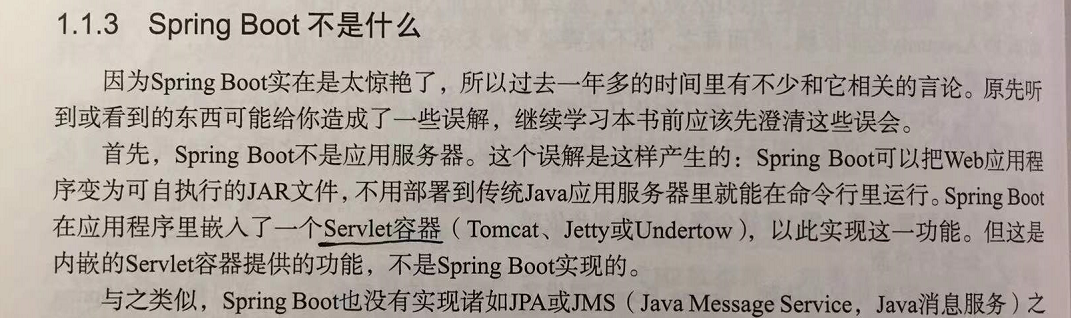 1.1.3 Spring Boot 不是什么
因为Spring Boot实在是太惊艳了，所以过去一年多的时间里有不少和它相关的言论。原先听
到或看到的东西可能给你造成了一些误解，继续学习本书前应该先澄清这些误会。
首先，Spring Boot不是应用服务器。这个误解是这样产生的：Spring Boot可以把Web应用程
序变为可自执行的JAR文件，不用部署到传统Java应用服务器里就能在命令行里运行。Spring Boot
在应用程序里嵌入了一个Servlet容器（Tomcat、Jetty或Undertow），以此实现这一功能。但这是
内嵌的Servlet容器提供的功能，不是Spring Boot实现的。
与之类似，Spring Boot也没有实现诸如JPA或JMS（Java Message Service，Java消息服务）之